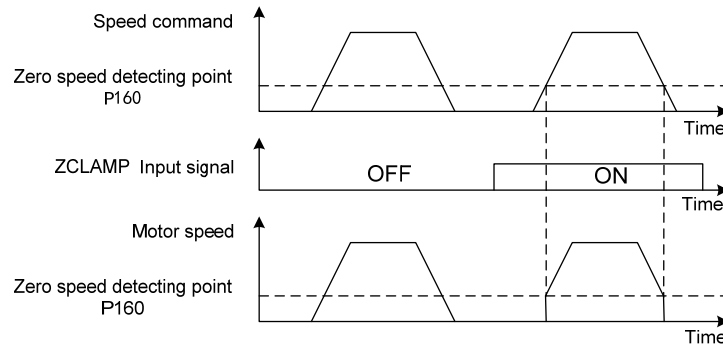 Speed command
Zero speed detecting point
P160
Time
ZCLAMP Input signal
OFF
ON
Time
Motor speed
Zero speed detecting point
P160
Time